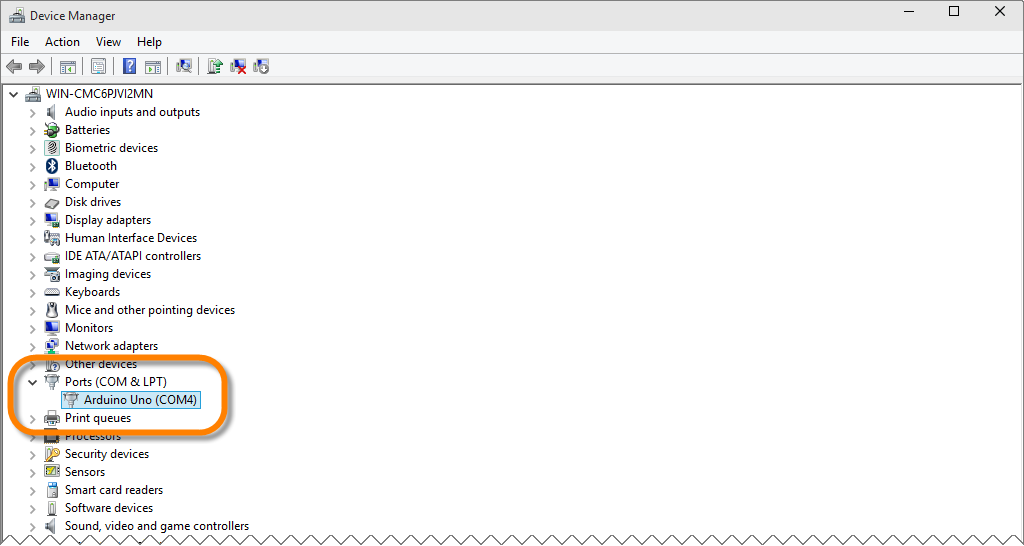 Device Manager
File Action View Help
WIN-CMC6PJVI2MN
Audio inputs and outputs
Batteries
Biometric devices
Bluetooth
Computer
Disk drives
Display adapters
Human Interface Devices
IDE ATA/ATAPI controllers
Imaging devices
Keyboards
Mice and other pointing devices
Monitors
Network adapters
Other devices
Ports (COM & LPT)
Arduino Uno (COM4)
Print queues
Processors
Security devices
Sensors
Smart card readers
Software devices
Sound, video and game controllers